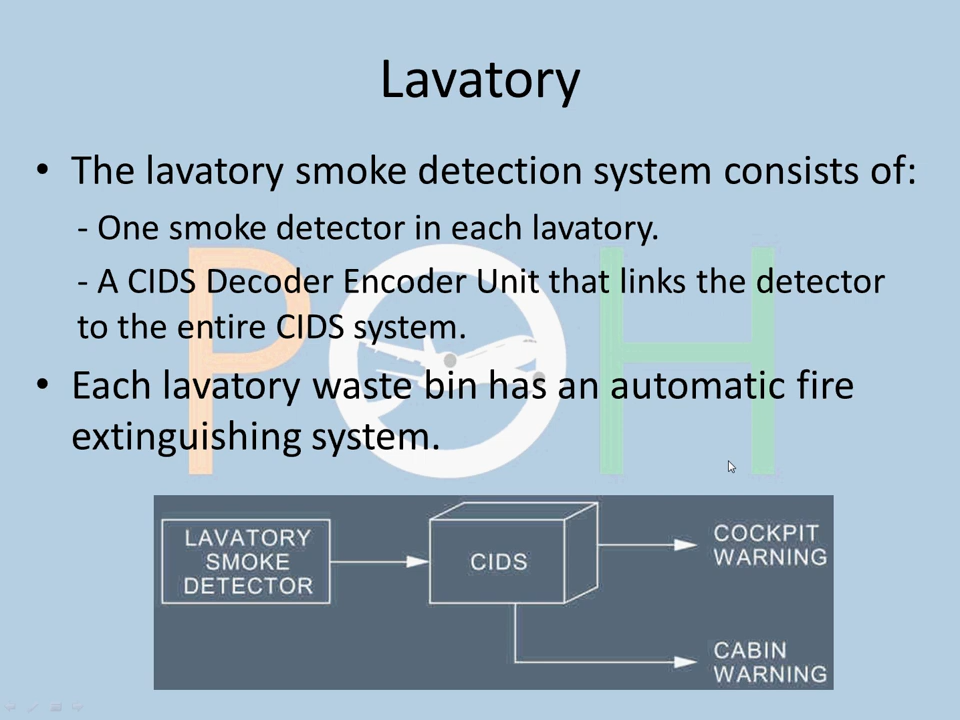 Lavatory
• The lavatory smoke detection system consists of:
- One smoke detector in each lavatory.
- A CIDS Decoder Encoder Unit that links the detector
to the entire CIDS system.
• Each lavatory waste bin has an automatic fire
extinguishing system.
POH
LAVATORY
SMOKE
DETECTOR
CIDS
COCKPIT
WARNING
CABIN
WARNING